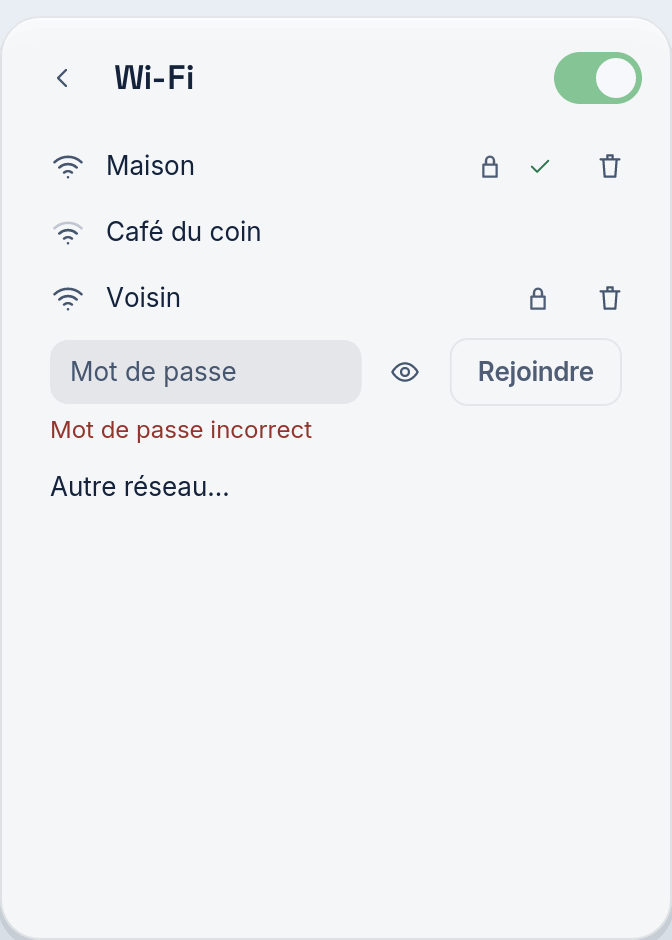 Wi-Fi
Maison
Café du coin
Voisin
Mot de passe
Rejoindre
Mot de passe incorrect
Autre réseau…